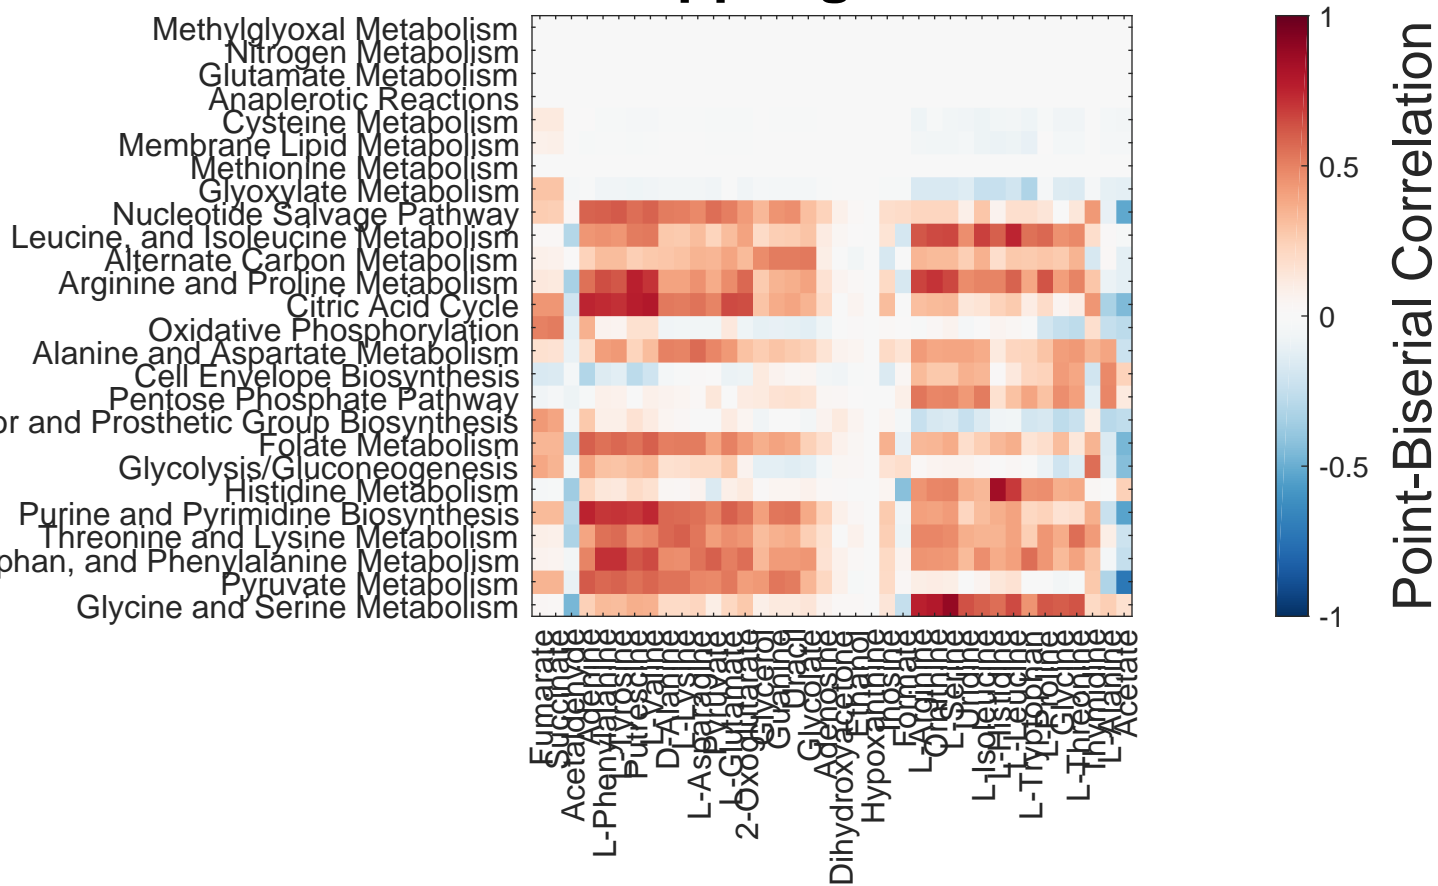 Methylglyoxal Metabolism
Nitrogen Metabolism
Glutamate Metabolism
Anaplerotic Reactions
Cysteine Metabolism
Membrane Lipid Metabolism
Methionine Metabolism
Glyoxylate Metabolism
Nucleotide Salvage Pathway
Leucine, and Isoleucine Metabolism
Alternate Carbon Metabolism
Arginine and Proline Metabolism
Citric Acid Cycle
Oxidative Phosphorylation
Alanine and Aspartate Metabolism
Cell Envelope Biosynthesis
Pentose Phosphate Pathway
or and Prosthetic Group Biosynthesis
Folate Metabolism
Glycolysis/Gluconeogenesis
Histidine Metabolism
Purine and Pyrimidine Biosynthesis
Threonine and Lysine Metabolism
phan, and Phenylalanine Metabolism
Pyruvate Metabolism
Glycine and Serine Metabolism
Fumarate
Succinate
Acetaldehyde
Adenine
L-Phenylalanine
L-Tyrosine
Putrescine
L-Valine
D-Alanine
L-Lysine
L-Asparagine
Pyruvate
L-Glutamate
2-Oxoglutarate
Glycerol
Guanine
Uracil
Glycolate
Adenosine
Dihydroxyacetone
Ethanol
Hypoxanthine
Inosine
Formate
L-Arginine
Ornithine
L-Serine
Uridine
L-Isoleucine
L-Histidine
L-Leucine
L-Tryptophan
L-Proline
Glycine
L-Threonine
Thymidine
L-Alanine
Acetate
1
0.5
0
-0.5
-1
Point-Biserial Correlation